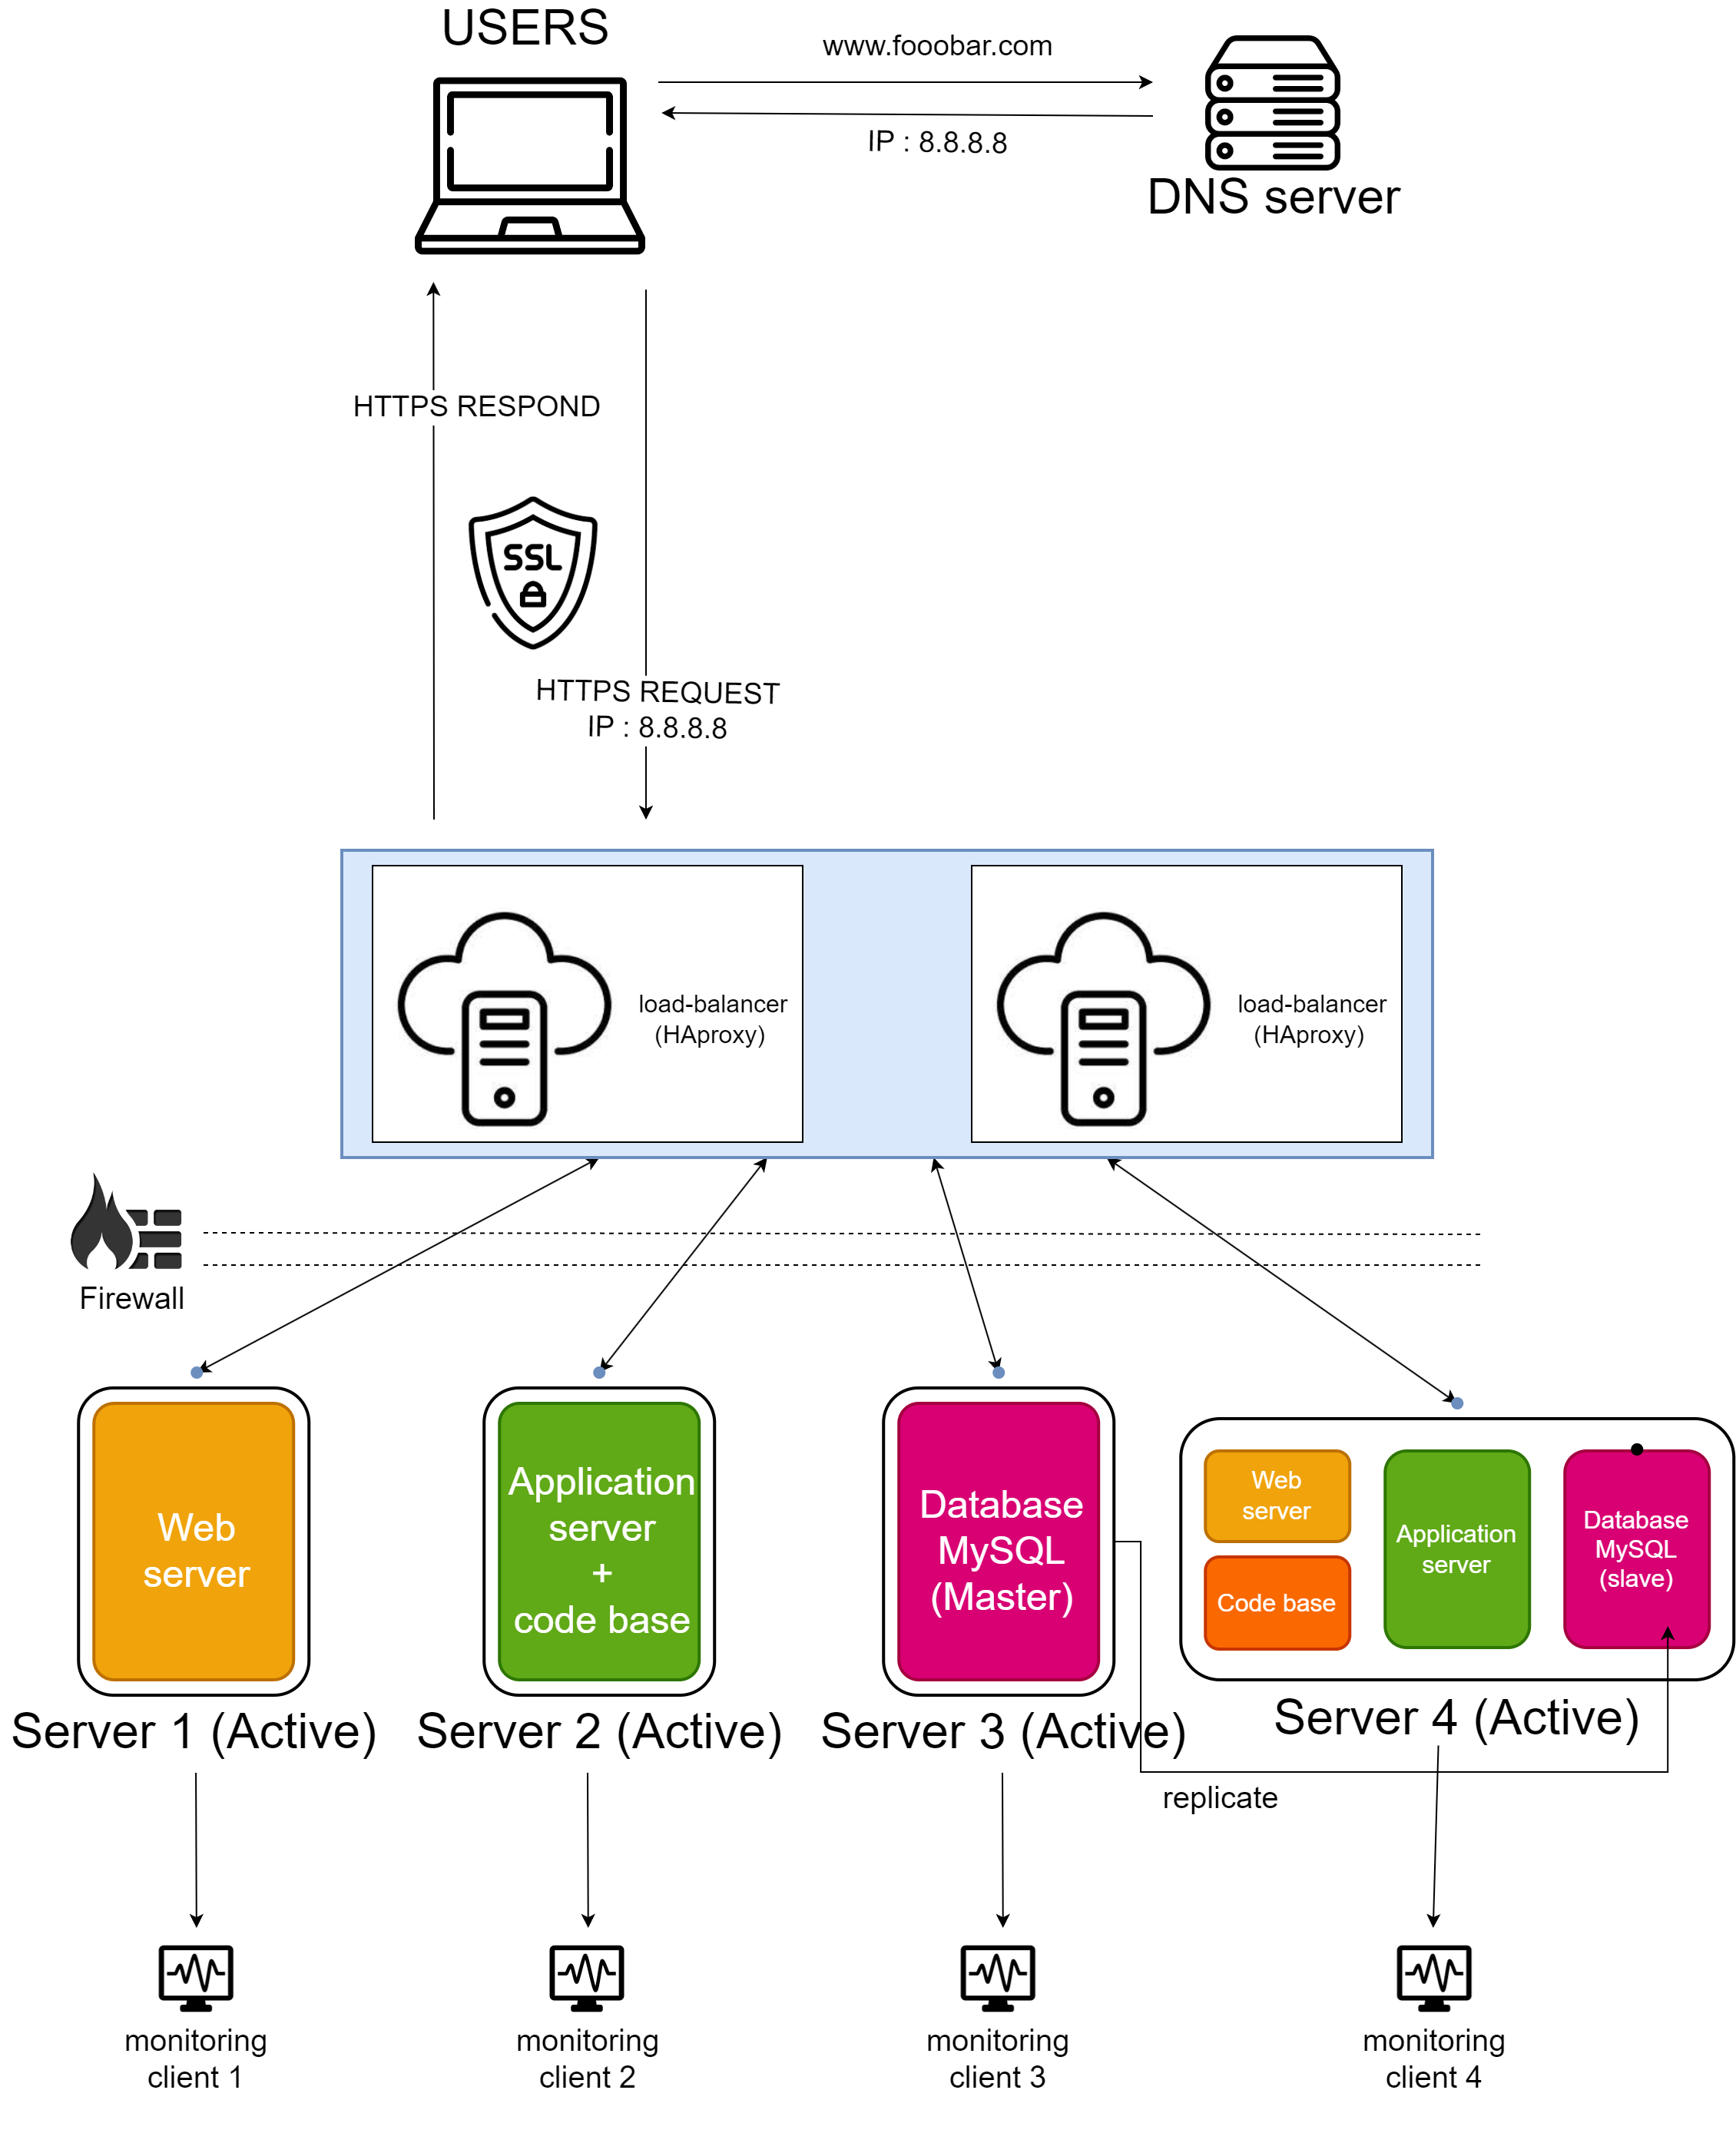 USERS
www.fooobar.com
IP : 8.8.8.8
DNS server
HTTPS RESPOND
SSL
HTTPS REQUEST
IP : 8.8.8.8
load-balancer
(HAproxy)
load-balancer
(HAproxy)
Firewall
Web
server
Application
server
+
code base
Database
MySQL
(Master)
Web
server
Code base
Application
server
Database
MySQL
(slave)
Server 1 (Active)
Server 2 (Active)
Server 3 (Active)
Server 4 (Active)
replicate
monitoring
client 1
monitoring
client 2
monitoring
client 3
monitoring
client 4